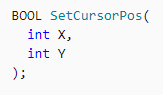 BOOL SetCursorPos(
  int X,
  int Y
);